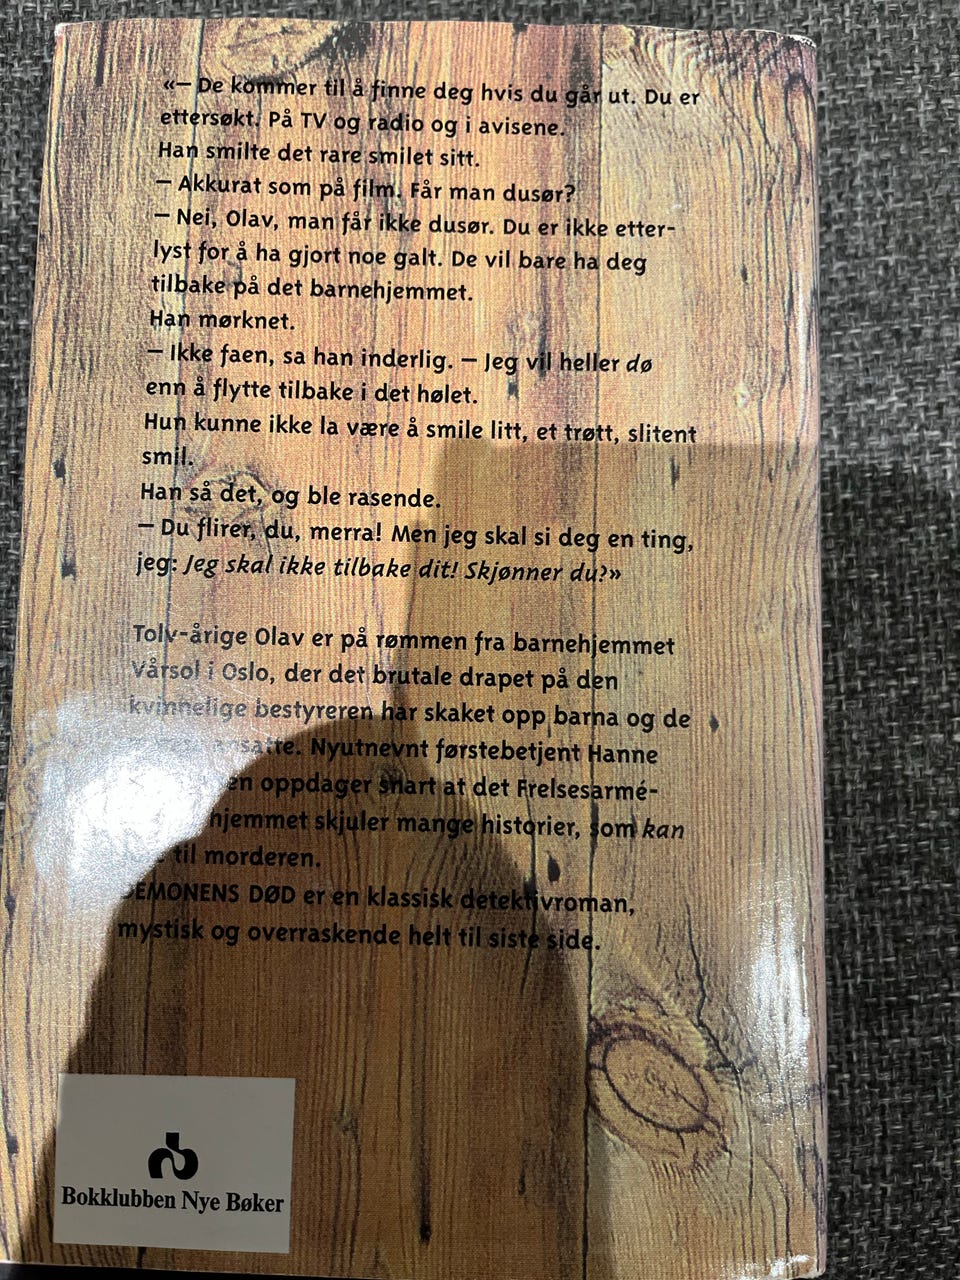 «– De kommer til å finne deg hvis du går ut. Du er
ettersøkt. På TV og radio og i avisene.
Han smilte det rare smilet sitt.
– Akkurat som på film. Får man dusør?
– Nei, Olav, man får ikke dusør. Du er ikke etter-
lyst for å ha gjort noe galt. De vil bare ha deg
tilbake på det barnehjemmet.
Han mørknet.
– Ikke faen, sa han inderlig. – Jeg vil heller dø
enn å flytte tilbake i det hølet.
Hun kunne ikke la være å smile litt, et trøtt, slitent
smil.
Han så det, og ble rasende.
– Du flirer, du, merra! Men jeg skal si deg en ting,
jeg: Jeg skal ikke tilbake dit! Skjønner du?»
Tolv-årige Olav er på rømmen fra barnehjemmet
Vårsol i Oslo, der det brutale drapet på den
kvinnelige bestyreren har skaket opp barna og de
Nyutnevnt førstebetjent Hanne
oppdager snart at det Frelsesarmé-
hjemmet skjuler mange historier, som kan
til morderen.
DEMONENS DØD er en klassisk detektivroman,
mystisk og overraskende helt til siste side.
Bokklubben Nye Bøker